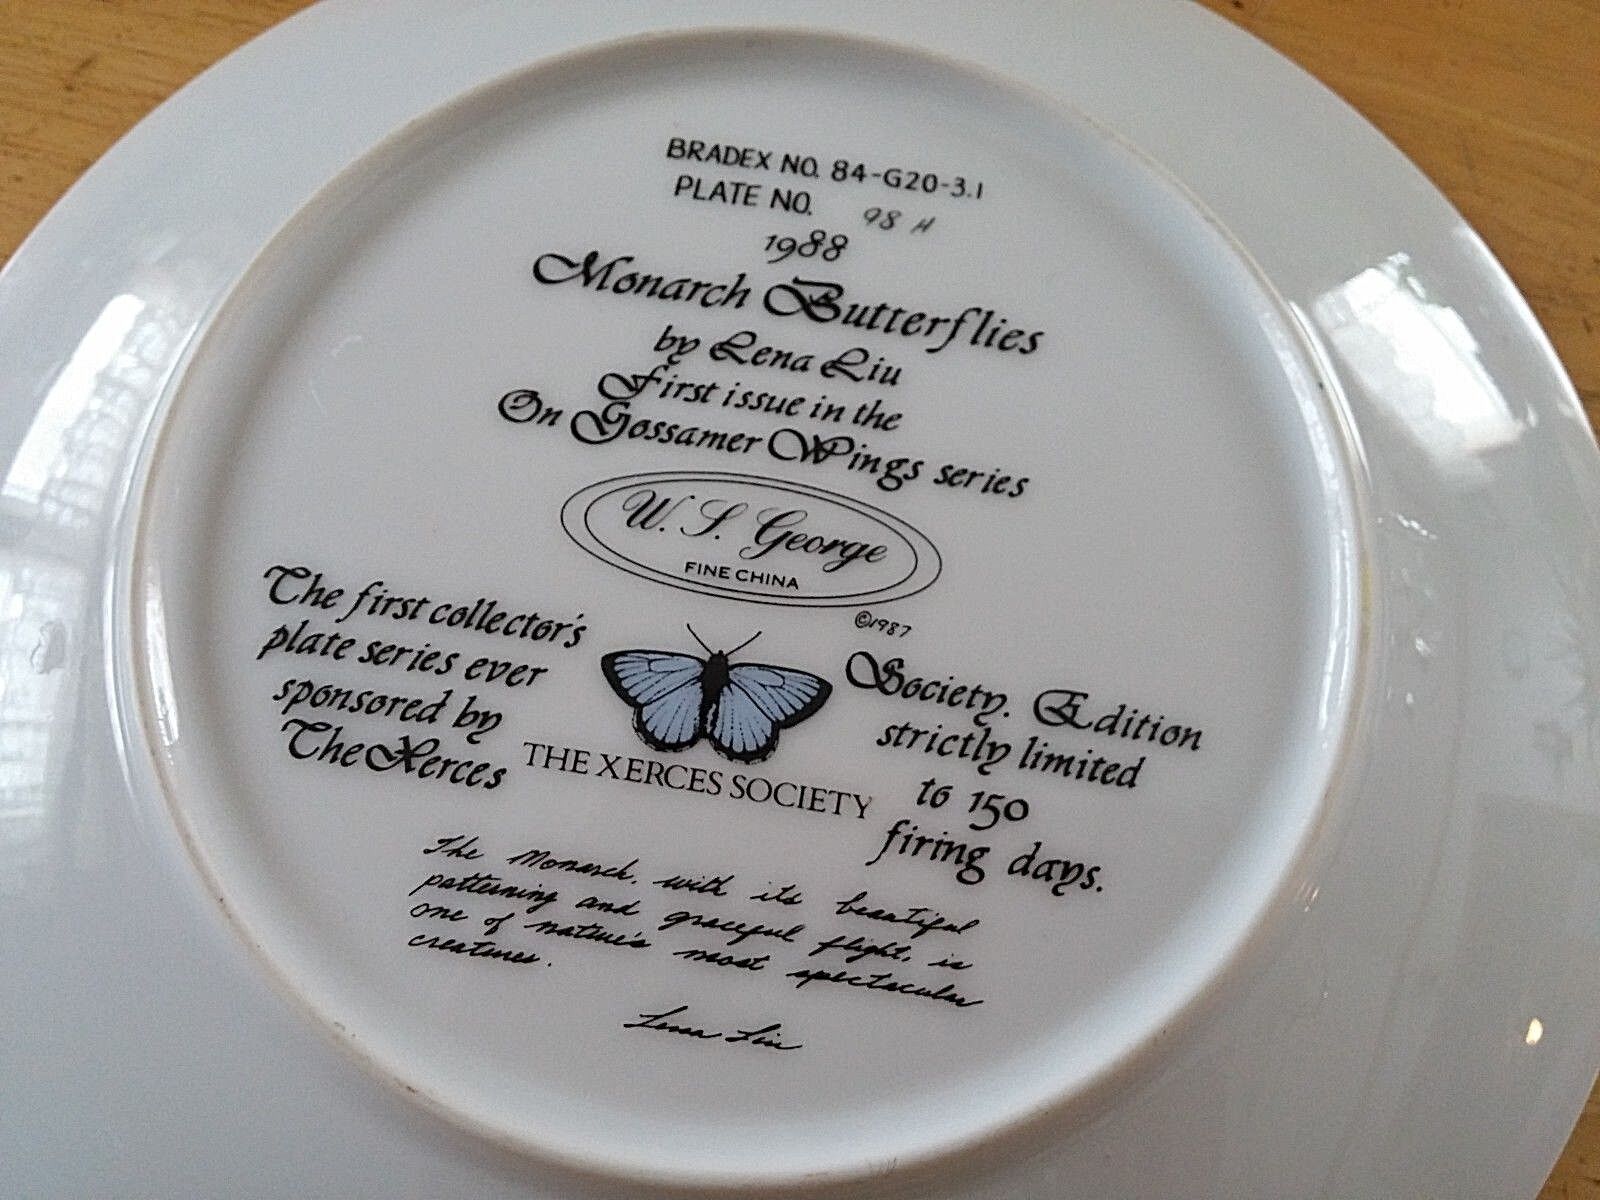 BRADEX NO. 84-G20-3.1
PLATE NO. 98 H
1988
Monarch Butterflies
by Lena Liu
First issue in the
On Gossamer Wings series
W. S. George
FINE CHINA
©1987
The first collector's
plate series ever
sponsored by
The Xerces
THE XERCES SOCIETY
Society. Edition
strictly limited
to 150
firing days.
The Monarch, with its beautiful
patterning and graceful flight, is
one of nature's most spectacular
creatures.
Lena Liu